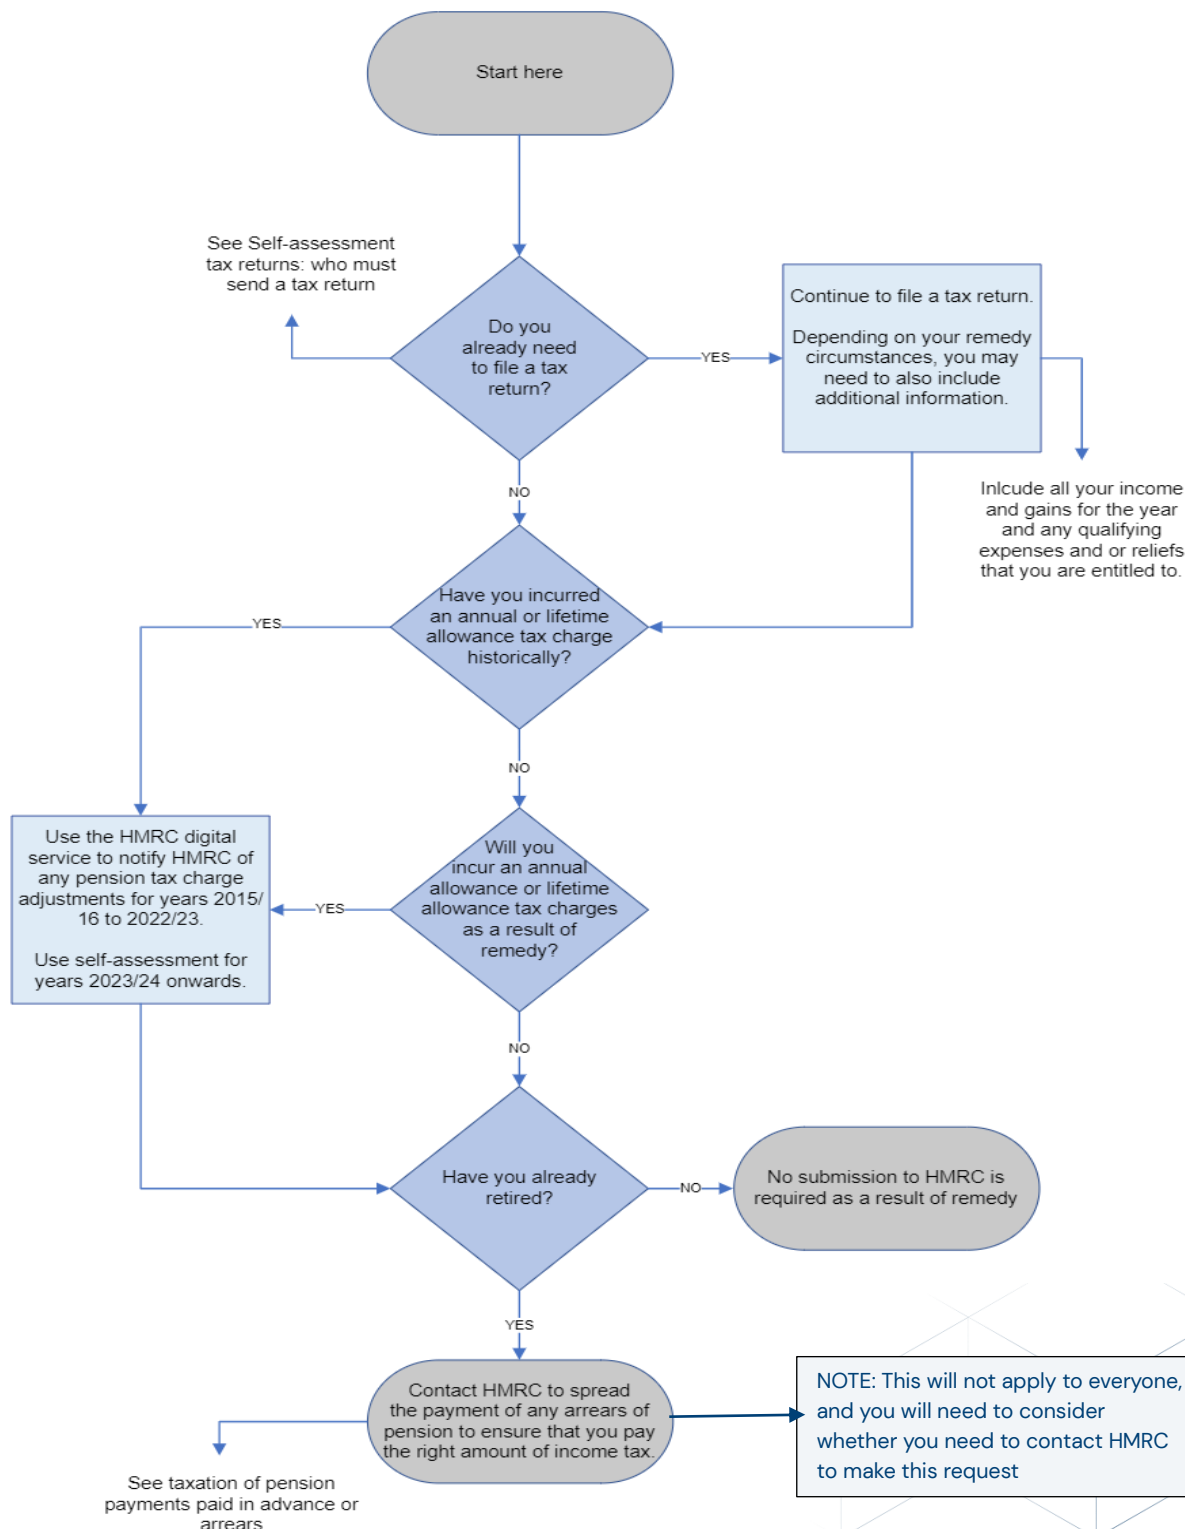 Start here
See Self-assessment
tax returns: who must
send a tax return
Do you
already need
to file a tax
return?
YES
Continue to file a tax return.
Depending on your remedy
circumstances, you may
need to also include
additional information.
Inlcude all your income
and gains for the year
and any qualifying
expenses and or reliefs
that you are entitled to.
NO
Have you incurred
an annual or lifetime
allowance tax charge
historically?
YES
NO
Use the HMRC digital
service to notify HMRC of
any pension tax charge
adjustments for years 2015/
16 to 2022/23.
Use self-assessment for
years 2023/24 onwards.
YES
Will you
incur an annual
allowance or lifetime
allowance tax charges
as a result of
remedy?
NO
Have you already
retired?
NO
No submission to HMRC is
required as a result of remedy
YES
Contact HMRC to spread
the payment of any arrears of
pension to ensure that you pay
the right amount of income tax.
NOTE: This will not apply to everyone,
and you will need to consider
whether you need to contact HMRC
to make this request
See taxation of pension
payments paid in advance or
arrears